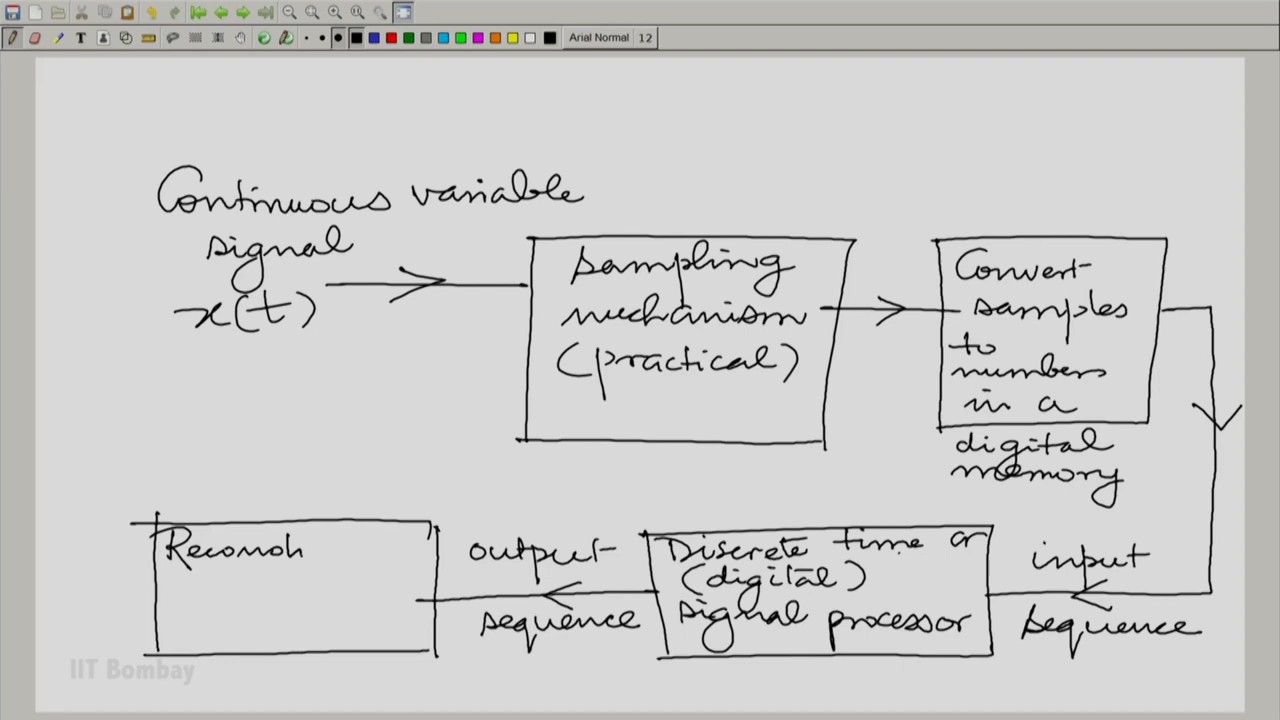 Arial Normal 12
Continuous variable
signal
x(t)
Sampling
mechanism
(practical)
Convert
samples
to
numbers
in a
digital
memory
input
sequence
Discrete time or
(digital)
signal processor
output
sequence
IIT Bombay